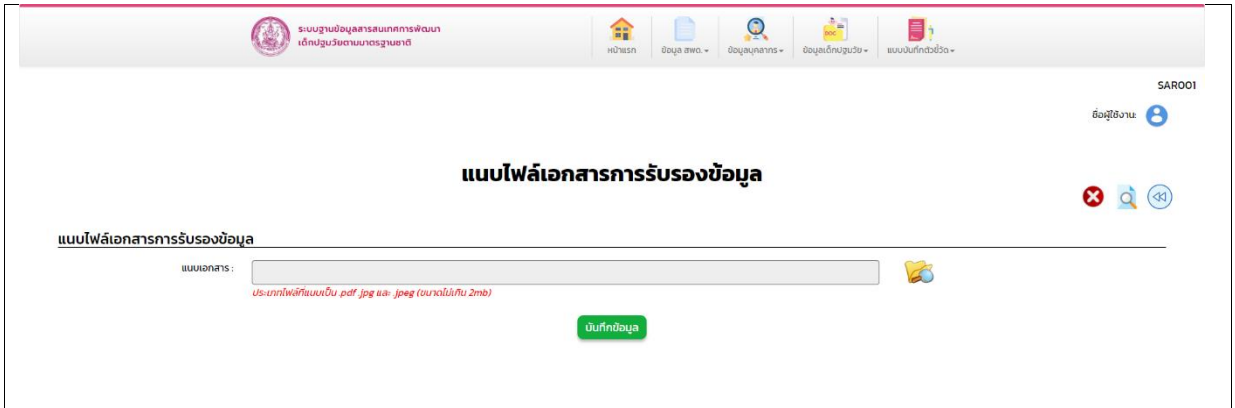 ระบบฐานข้อมูลสารสนเทศการพัฒนา
เด็กปฐมวัยตามมาตรฐานชาติ
หน้าแรก
ข้อมูล สพด.
ข้อมูลบุคลากร
DOC
ข้อมูลเด็กปฐมวัย
แบบบันทึกตัวชี้วัด
SAR001
ชื่อผู้ใช้งาน:
แนบไฟล์เอกสารการรับรองข้อมูล
แนบไฟล์เอกสารการรับรองข้อมูล
แนบเอกสาร :
ประเภทไฟล์ที่แนบเป็น .pdf .jpg และ .jpeg (ขนาดไม่เกิน 2mb)
บันทึกข้อมูล